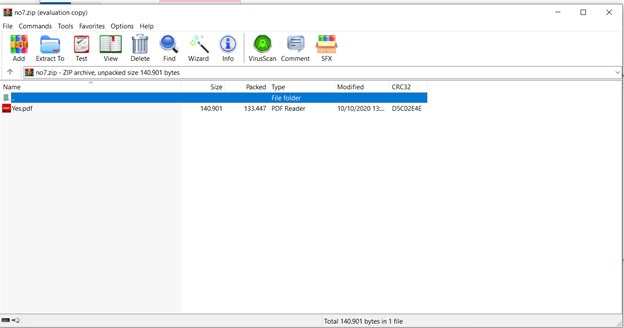 no7.zip (evaluation copy)
File Commands Tools Favorites Options Help
Add Extract To Test View Delete Find Wizard Info VirusScan Comment SFX
no7.zip - ZIP archive, unpacked size 140.901 bytes
Name Size Packed Type Modified CRC32
.. File folder
Yes.pdf 140.901 133.447 PDF Reader 10/10/2020 13:... D5C02E4E
Total 140.901 bytes in 1 file